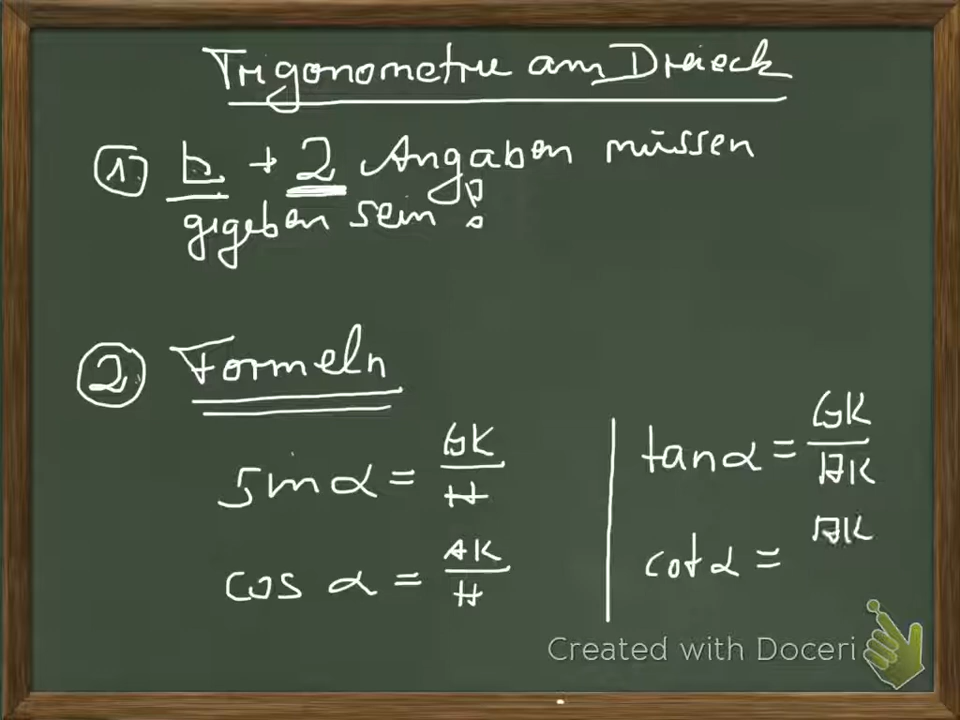 Trigonometrie am Dreieck
1) b + 2 Angaben müssen
gegeben sein !
2 Formeln
sin α = GK/H
cos α = AK/H
tan α = GK/AK
cot α = AK
Created with Doceri